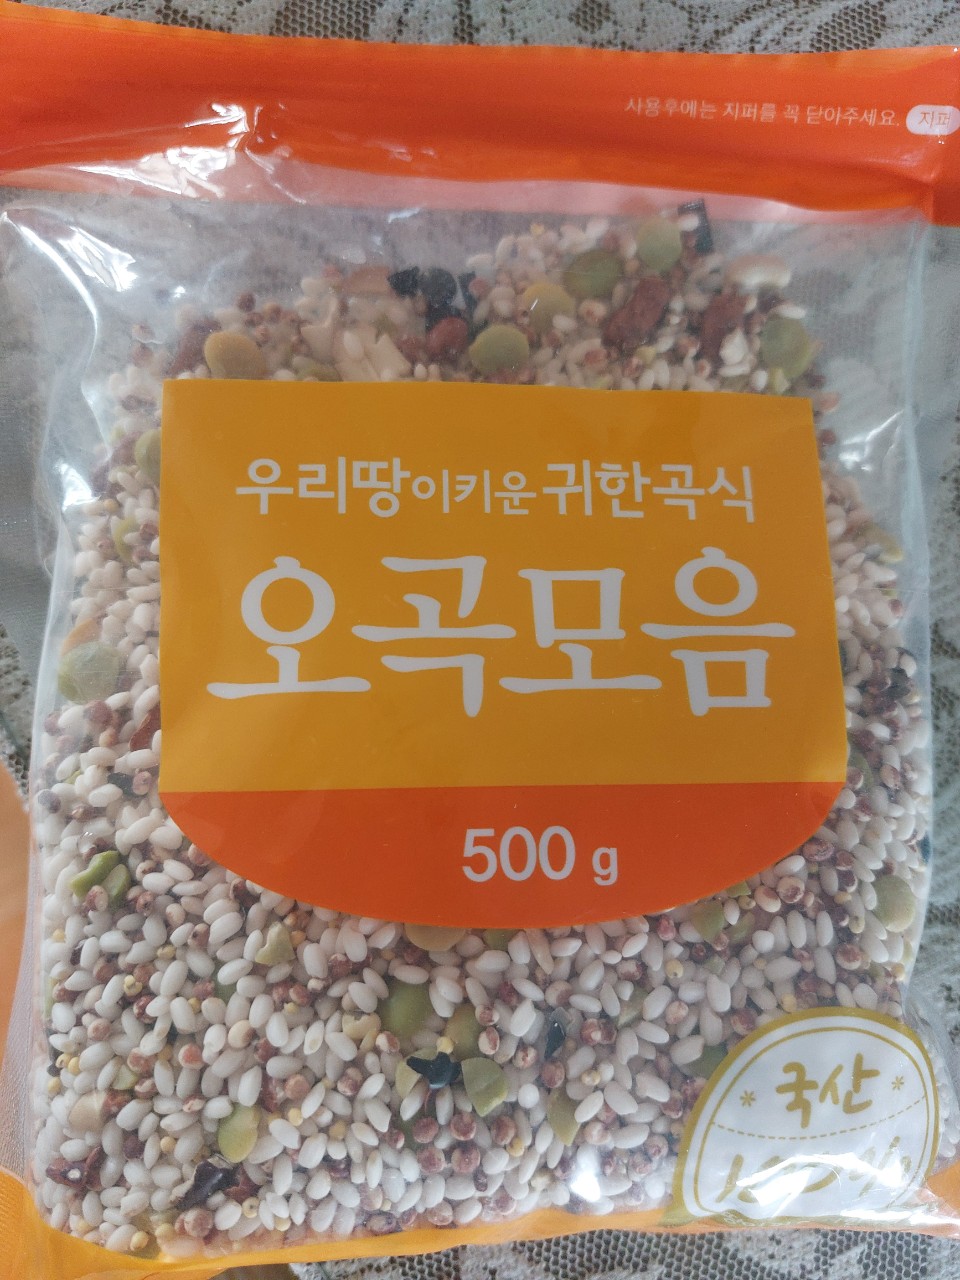 사용후에는 지퍼를 꼭 닫아주세요. 지퍼
우리땅이키운귀한곡식
오곡모음
500 g
국산